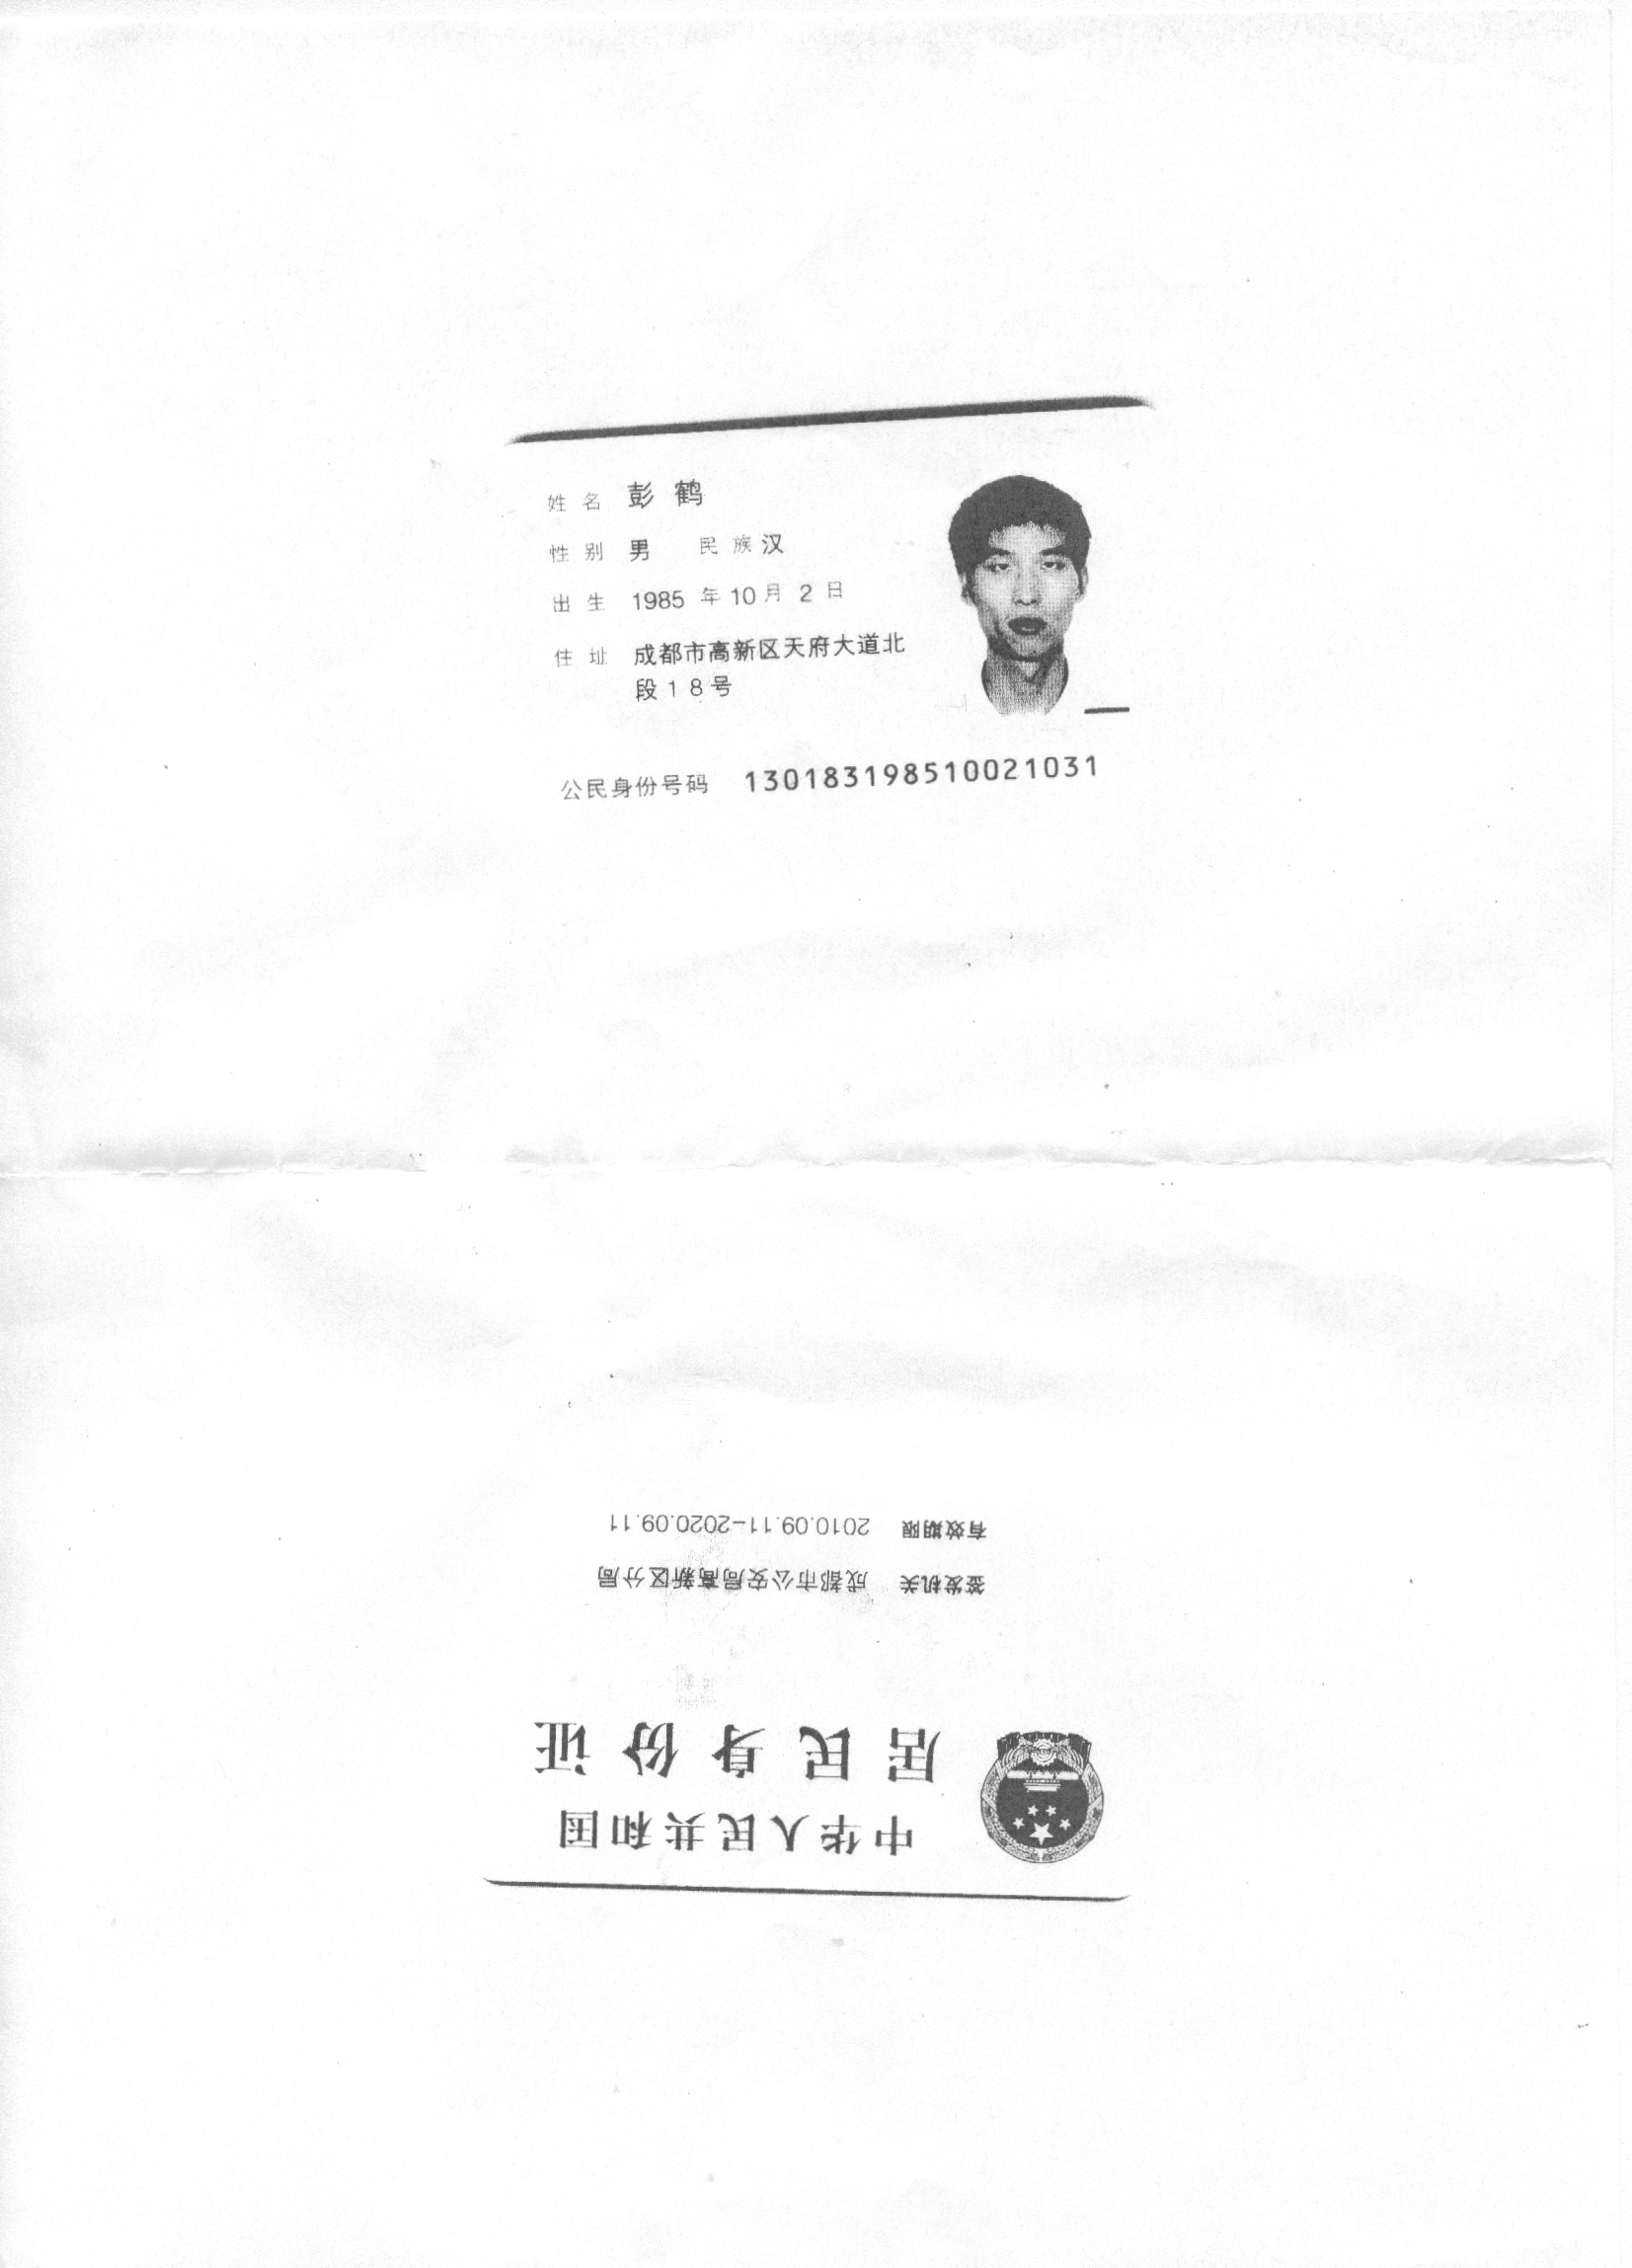 姓名 彭鹤
性别 男 民族 汉
出生 1985 年 10 月 2 日
住址 成都市高新区天府大道北
段18号
公民身份号码 130183198510021031
有效期限 2010.09.11-2020.09.11
签发机关 成都市公安局高新区分局
居民身份证
中华人民共和国